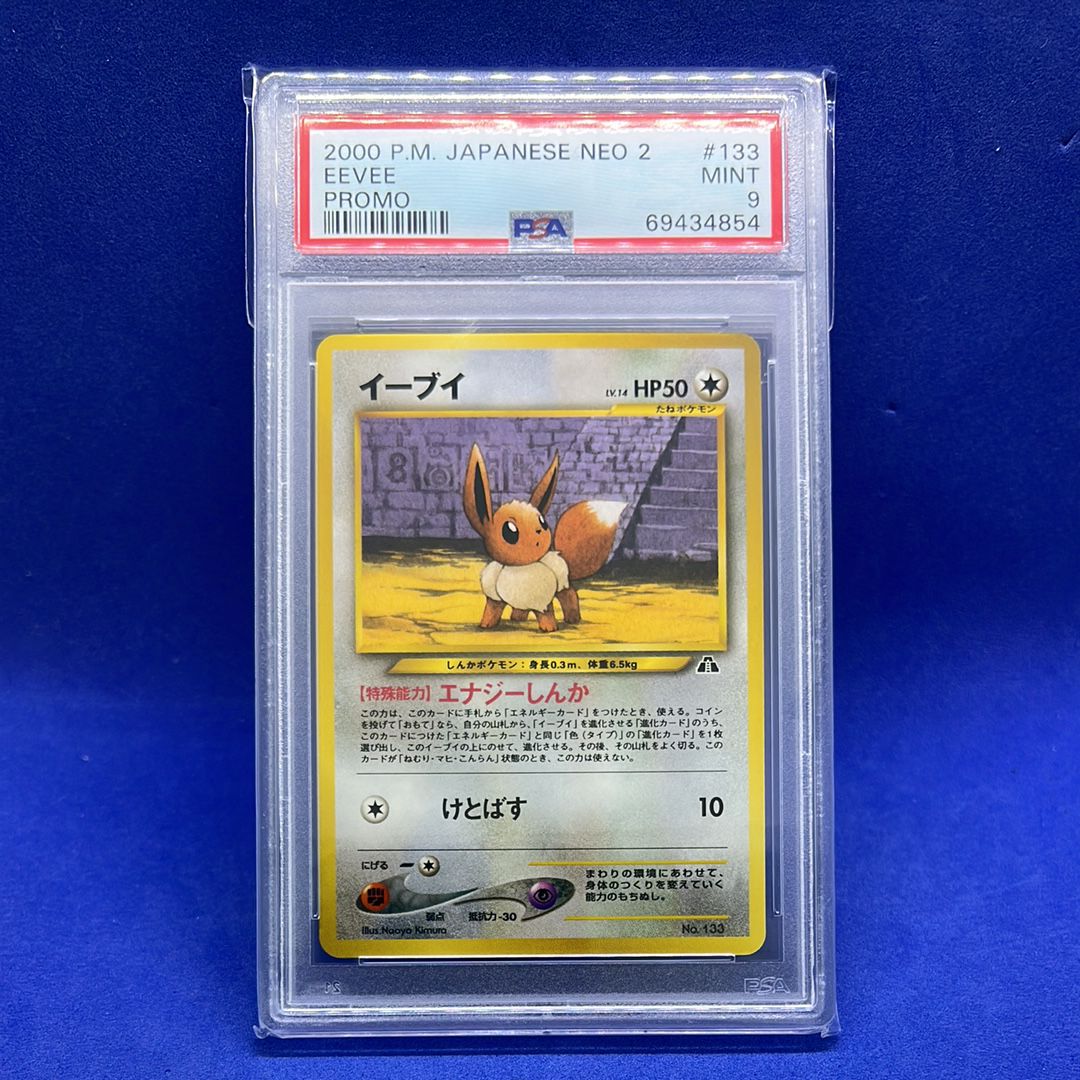 2000 P.M. JAPANESE NEO 2 #133
EEVEE MINT
PROMO 9
PSA 69434854
イーブイ LV.14 HP50
たねポケモン
8
しんかポケモン：身長0.3m、体重6.5kg
【特殊能力】エナジーしんか
この力は、このカードに手札から「エネルギーカード」をつけたとき、使える。コイン
を投げて「おもて」なら、自分の山札から、「イーブイ」を進化させる「進化カード」のうち、
このカードにつけた「エネルギーカード」と同じ「色（タイプ）」の「進化カード」を1枚
選び出し、このイーブイの上にのせて、進化させる。その後、その山札をよく切る。この
カードが「ねむり・マヒ・こんらん」状態のとき、この力は使えない。
けとばす 10
にげる
弱点 抵抗力-30
まわりの環境にあわせて、
身体のつくりを変えていく
能力のもちぬし。
Illus.Naoyo Kimura No. 133
PSA